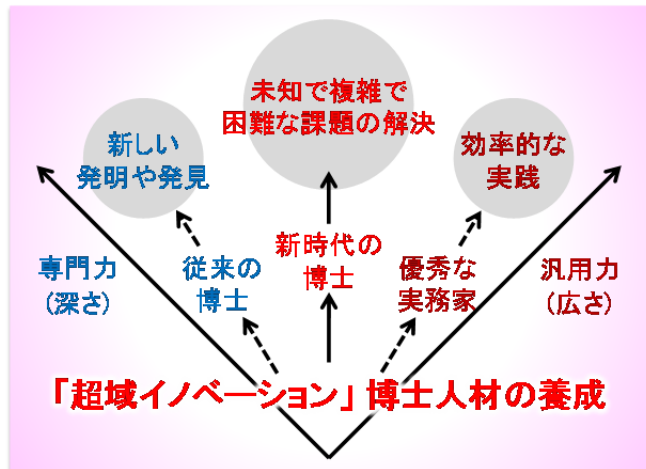 未知で複雑で
困難な課題の解決
新しい
発明や発見
効率的な
実践
専門力
(深さ)
従来の
博士
新時代の
博士
優秀な
実務家
汎用力
(広さ)
「超域イノベーション」博士人材の養成